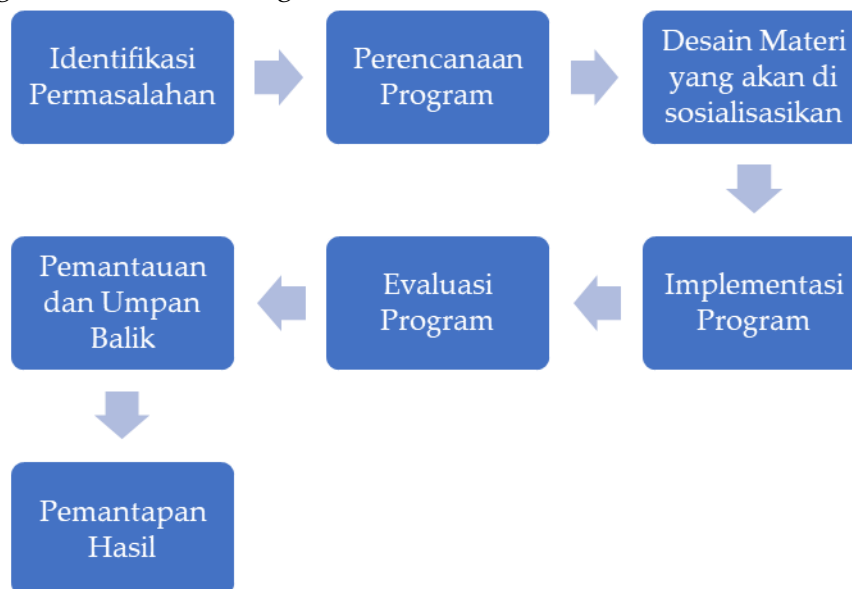 Identifikasi
Permasalahan
Perencanaan
Program
Desain Materi
yang akan di
sosialisasikan
Implementasi
Program
Evaluasi
Program
Pemantauan
dan Umpan
Balik
Pemantapan
Hasil